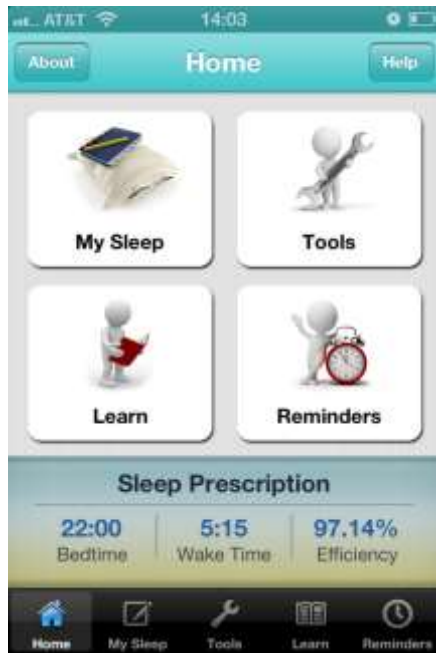 AT&T 14:03
About Home Help
My Sleep Tools
Learn Reminders
Sleep Prescription
22:00 5:15 97.14%
Bedtime Wake Time Efficiency
Home My Sleep Tools Learn Reminders